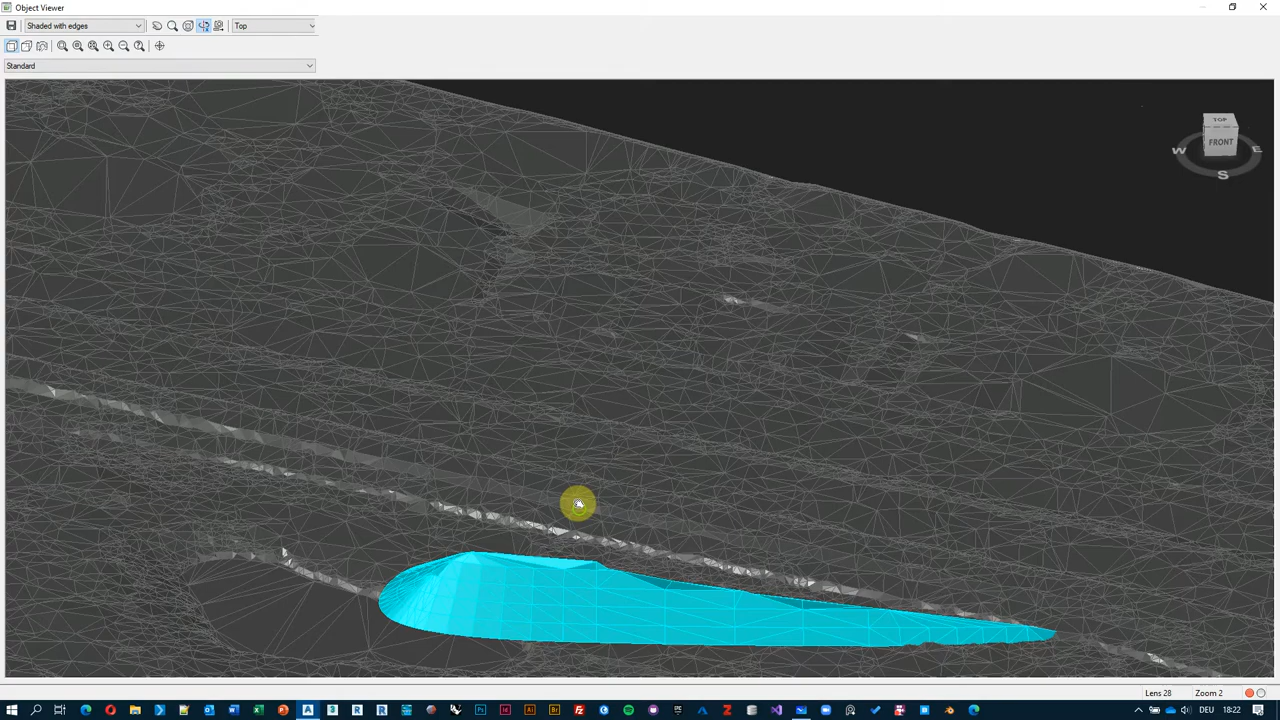 Object Viewer
Shaded with edges
Top
Standard
TOP
FRONT
W
E
S
Lens 28
Zoom 2
DEU
18:22